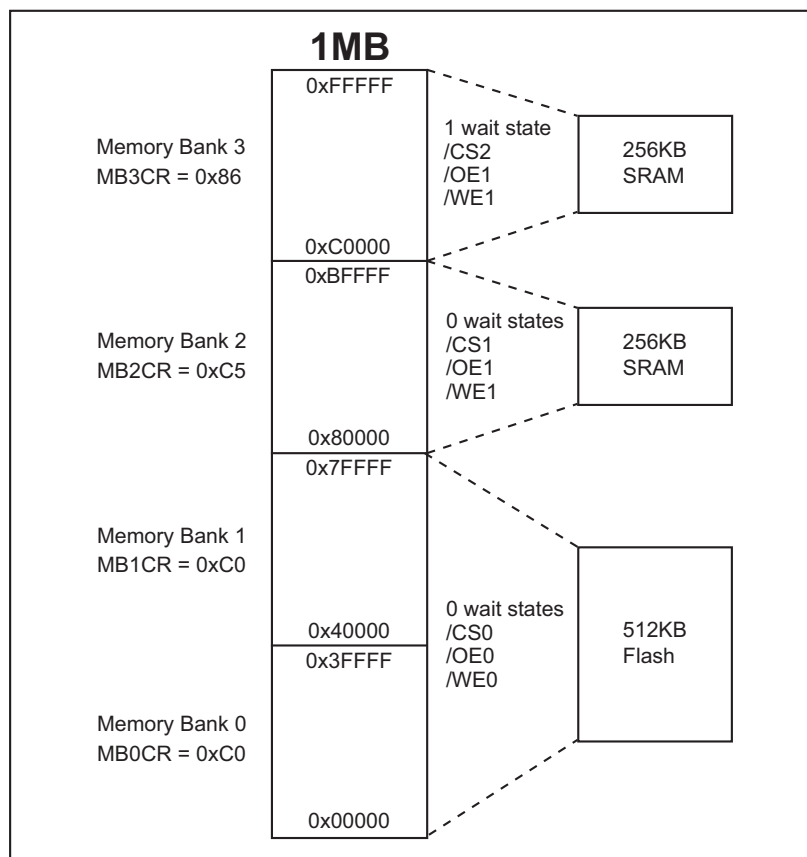 1MB
0xFFFFF
Memory Bank 3
MB3CR = 0x86
1 wait state
/CS2
/OE1
/WE1
256KB
SRAM
0xC0000
0xBFFFF
Memory Bank 2
MB2CR = 0xC5
0 wait states
/CS1
/OE1
/WE1
256KB
SRAM
0x80000
0x7FFFF
Memory Bank 1
MB1CR = 0xC0
0x40000
0x3FFFF
0 wait states
/CS0
/OE0
/WE0
512KB
Flash
Memory Bank 0
MB0CR = 0xC0
0x00000